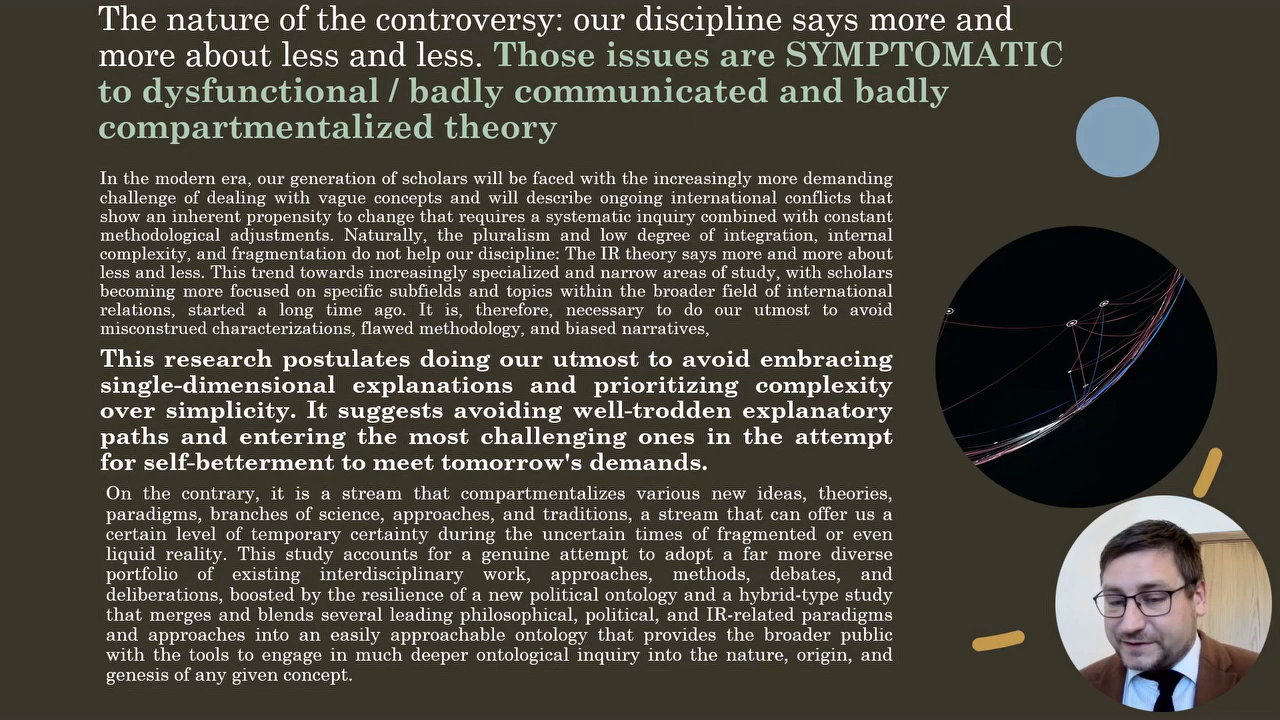 The nature of the controversy: our discipline says more and
more about less and less. Those issues are SYMPTOMATIC
to dysfunctional / badly communicated and badly
compartmentalized theory
In the modern era, our generation of scholars will be faced with the increasingly more demanding
challenge of dealing with vague concepts and will describe ongoing international conflicts that
show an inherent propensity to change that requires a systematic inquiry combined with constant
methodological adjustments. Naturally, the pluralism and low degree of integration, internal
complexity, and fragmentation do not help our discipline: The IR theory says more and more about
less and less. This trend towards increasingly specialized and narrow areas of study, with scholars
becoming more focused on specific subfields and topics within the broader field of international
relations, started a long time ago. It is, therefore, necessary to do our utmost to avoid
misconstrued characterizations, flawed methodology, and biased narratives,
This research postulates doing our utmost to avoid embracing
single-dimensional explanations and prioritizing complexity
over simplicity. It suggests avoiding well-trodden explanatory
paths and entering the most challenging ones in the attempt
for self-betterment to meet tomorrow's demands.
On the contrary, it is a stream that compartmentalizes various new ideas, theories,
paradigms, branches of science, approaches, and traditions, a stream that can offer us a
certain level of temporary certainty during the uncertain times of fragmented or even
liquid reality. This study accounts for a genuine attempt to adopt a far more diverse
portfolio of existing interdisciplinary work, approaches, methods, debates, and
deliberations, boosted by the resilience of a new political ontology and a hybrid-type study
that merges and blends several leading philosophical, political, and IR-related paradigms
and approaches into an easily approachable ontology that provides the broader public
with the tools to engage in much deeper ontological inquiry into the nature, origin, and
genesis of any given concept.